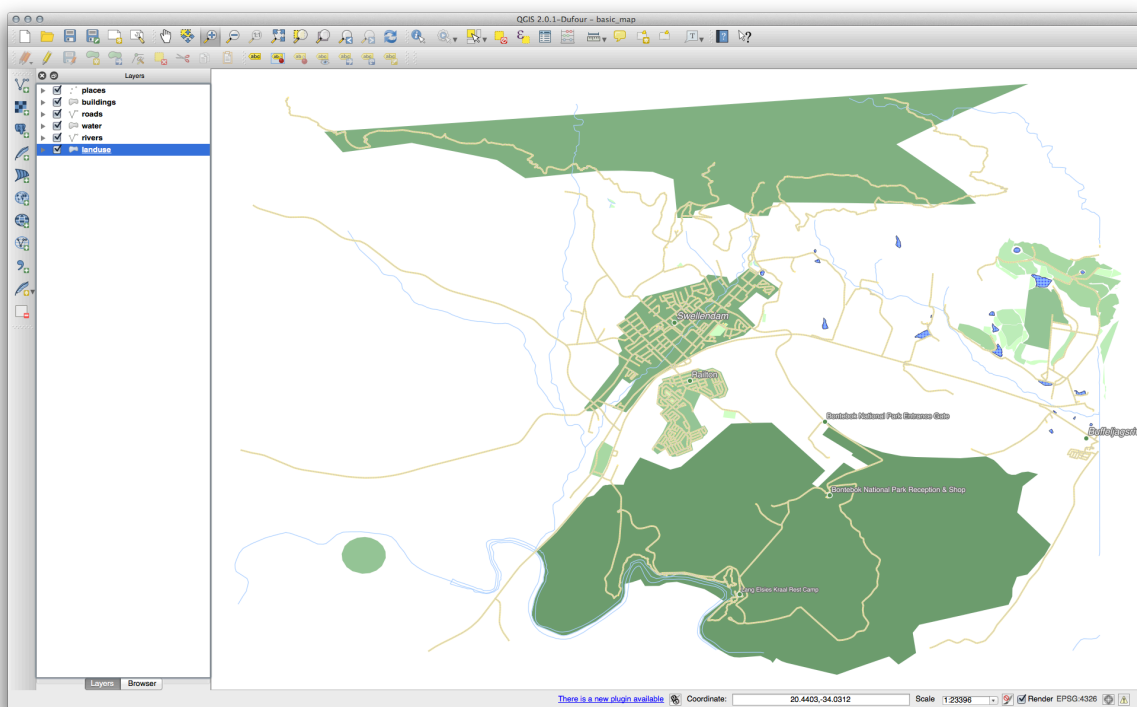 QGIS 2.0.1-Dufour - basic_map
Layers
places
buildings
roads
water
rivers
landuse
Swellendam
Railton
Bontebok National Park Entrance Gate
Bontebok National Park Reception & Shop
Lang Elsies Kraal Rest Camp
Layers Browser
There is a new plugin available Coordinate: 20.4403,-34.0312 Scale 1:23396 Render EPSG:4326